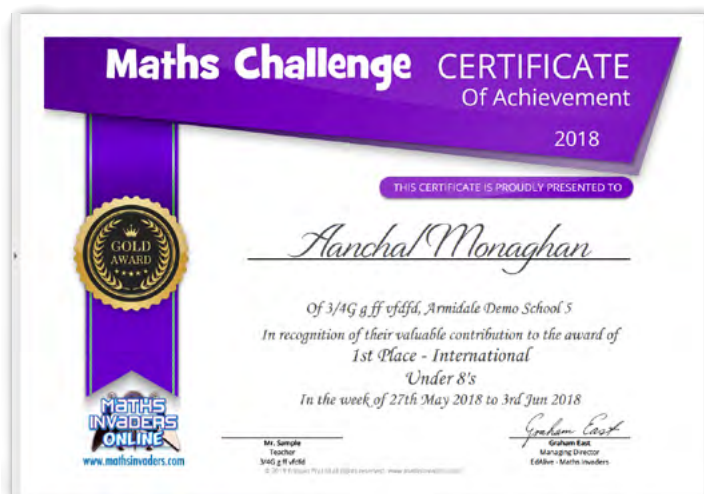 Maths Challenge CERTIFICATE
Of Achievement
2018
THIS CERTIFICATE IS PROUDLY PRESENTED TO
Aanchal Monaghan
GOLD
AWARD
Of 3/4G g ff vfdfd, Armidale Demo School 5
In recognition of their valuable contribution to the award of
1st Place - International
Under 8's
In the week of 27th May 2018 to 3rd Jun 2018
MATHS
INVADERS
ONLINE
www.mathsinvaders.com
Graham East
Mr. Sample
Teacher
3/4G g ff vfdfd
Graham East
Managing Director
EdAlive - Maths Invaders